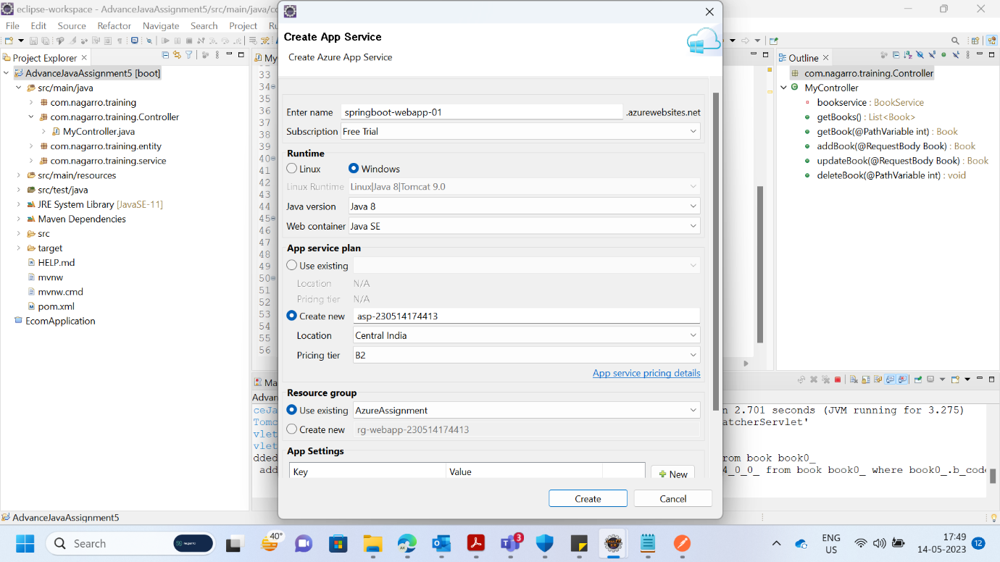 eclipse-workspace - AdvanceJavaAssignment5/src/main/java/co
File Edit Source Refactor Navigate Search Project Ru
Project Explorer
AdvanceJavaAssignment5 [boot]
src/main/java
com.nagarro.training
com.nagarro.training.Controller
MyController.java
com.nagarro.training.entity
com.nagarro.training.service
src/main/resources
src/test/java
JRE System Library [JavaSE-11]
Maven Dependencies
src
target
HELP.md
mvnw
mvnw.cmd
pom.xml
EcomApplication
My
33
34
35
36
37
38
39
40
41
42
43
44
45
46
47
48
49
50
51
52
53
54
55
56
Create App Service
Create Azure App Service
Enter name springboot-webapp-01 .azurewebsites.net
Subscription Free Trial
Runtime
Linux Windows
Linux Runtime Linux|Java 8|Tomcat 9.0
Java version Java 8
Web container Java SE
App service plan
Use existing
Location N/A
Pricing tier N/A
Create new asp-230514174413
Location Central India
Pricing tier B2
App service pricing details
Resource group
Use existing AzureAssignment
Create new rg-webapp-230514174413
App Settings
Key Value
New
Create Cancel
Outline
com.nagarro.training.Controller
MyController
bookservice : BookService
getBooks() : List<Book>
getBook(@PathVariable int) : Book
addBook(@RequestBody Book) : Book
updateBook(@RequestBody Book) : Book
deleteBook(@PathVariable int) : void
Ma
Advan
ceJa
n 2.701 seconds (JVM running for 3.275)
Tomc
atcherServlet'
vlet
vlet
dded
rom book book0_
add
4_0_0_ from book book0_ where book0_.b_code
AdvanceJavaAssignment5
Search
nagarro
40°
3
ENG
US
17:49
14-05-2023
12